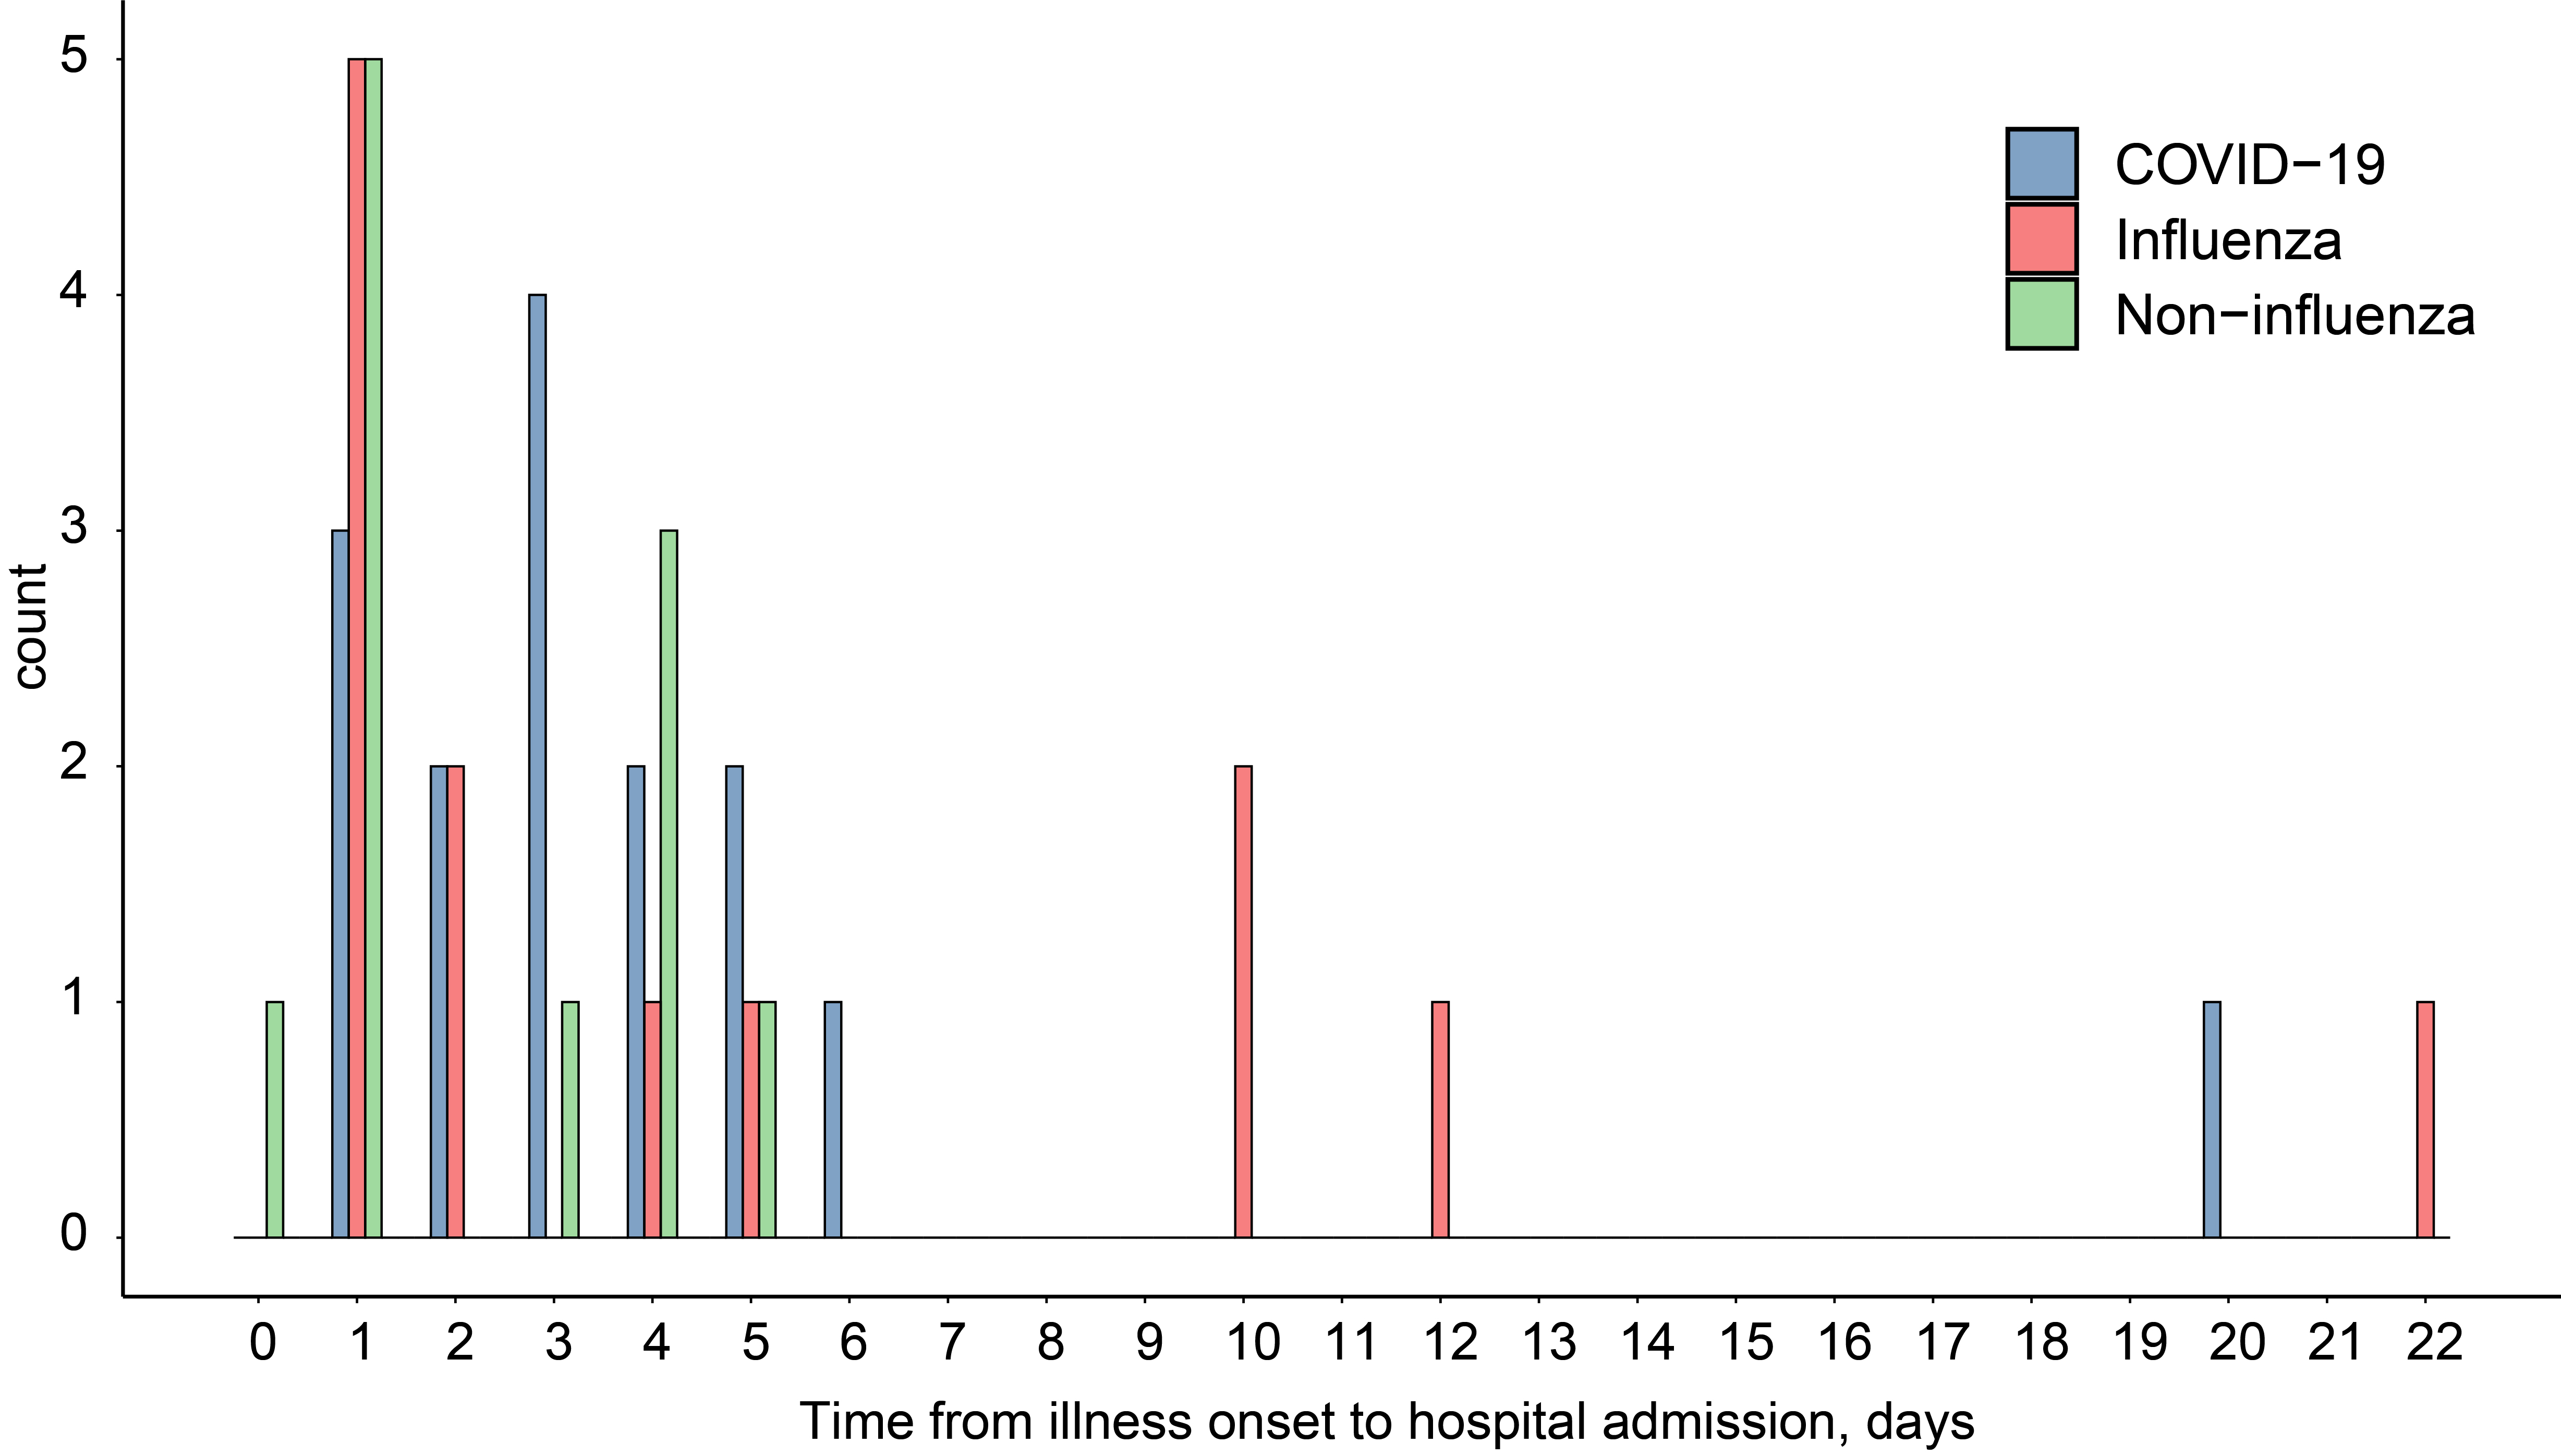 5
4
3
2
1
0
count
COVID−19
Influenza
Non−influenza
0 1 2 3 4 5 6 7 8 9 10 11 12 13 14 15 16 17 18 19 20 21 22
Time from illness onset to hospital admission, days